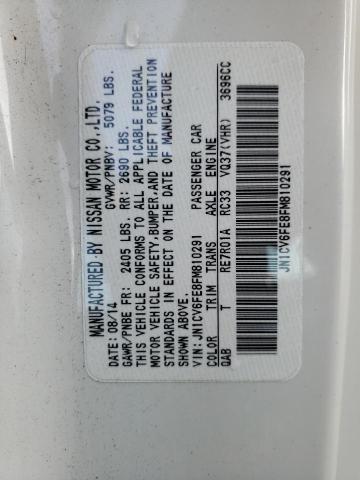 MANUFACTURED BY NISSAN MOTOR CO.,LTD.
DATE: 08/14 GVWR/PNBV: 5079 LBS.
GAWR/PNBE FR: 2405 LBS. RR: 2690 LBS.
THIS VEHICLE CONFORMS TO ALL APPLICABLE FEDERAL
MOTOR VEHICLE SAFETY,BUMPER,AND THEFT PREVENTION
STANDARDS IN EFFECT ON THE DATE OF MANUFACTURE
SHOWN ABOVE.
VIN: JN1CV6FE8FM810291 PASSENGER CAR
COLOR TRIM TRANS AXLE ENGINE
QAB T RE7R01A RC33 VQ37(VHR) 3696CC
JN1CV6FE8FM810291